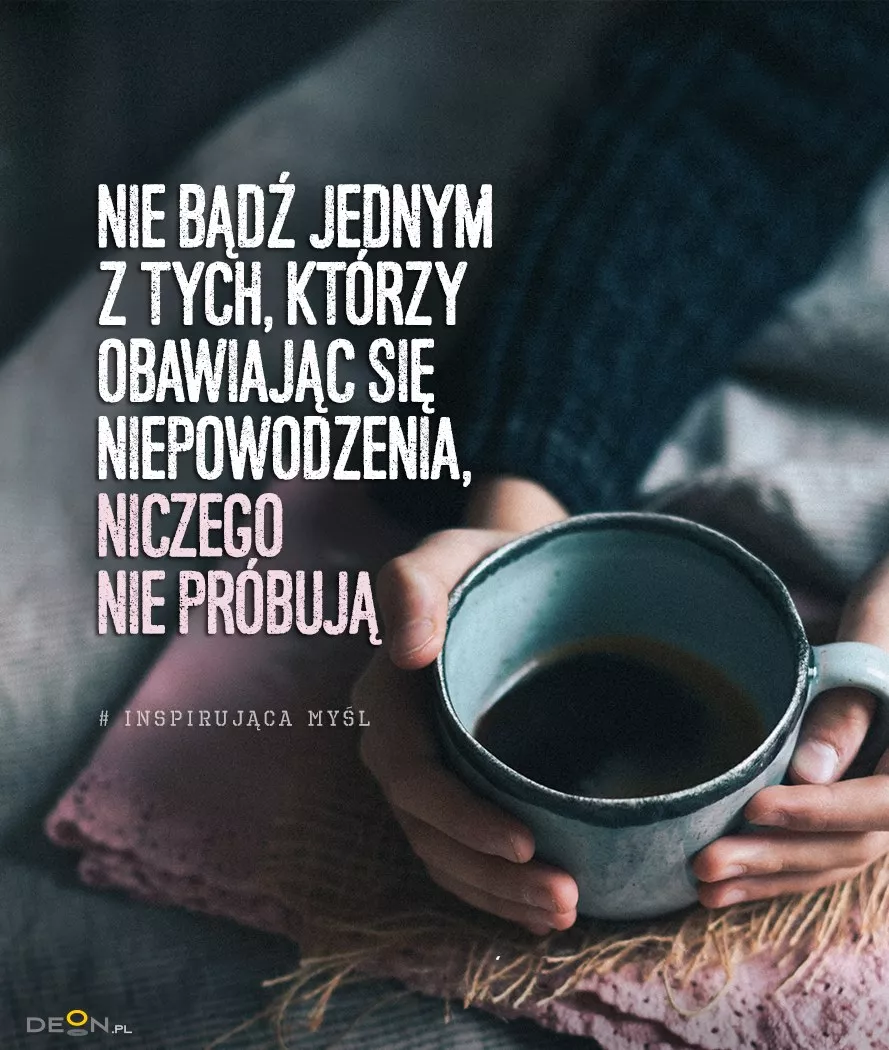 NIE BĄDŹ JEDNYM
Z TYCH, KTÓRZY
OBAWIAJĄC SIĘ
NIEPOWODZENIA,
NICZEGO
NIE PRÓBUJĄ
# INSPIRUJĄCA MYŚL
DEON.PL